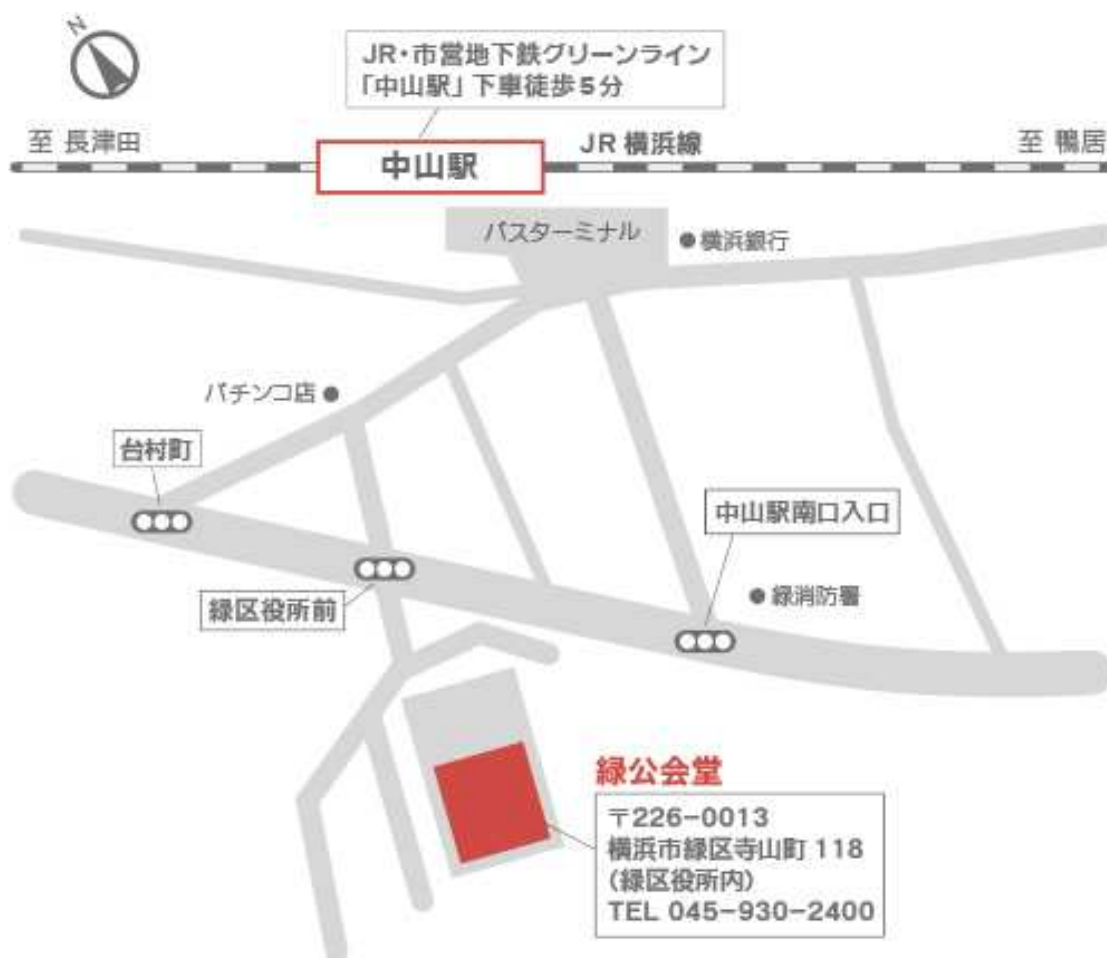 N
JR・市営地下鉄グリーンライン
「中山駅」下車徒歩5分
至 長津田
JR 横浜線
至 鴨居
中山駅
バスターミナル
横浜銀行
パチンコ店
台村町
中山駅南口入口
緑消防署
緑区役所前
緑公会堂
〒226-0013
横浜市緑区寺山町 118
(緑区役所内)
TEL 045-930-2400